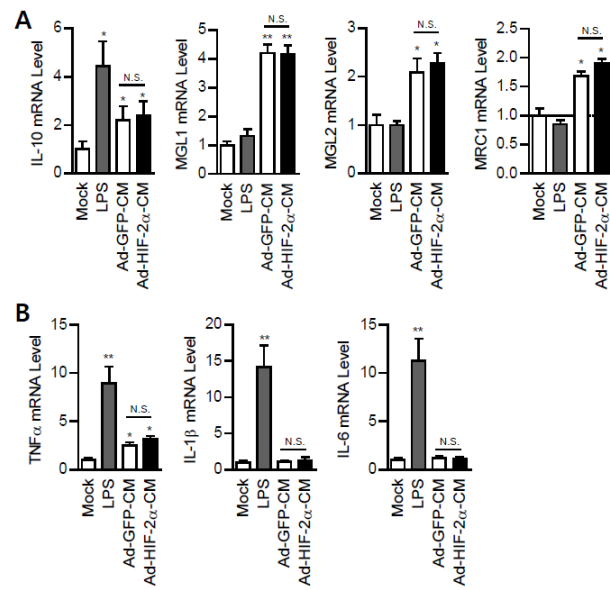 A
IL-10 mRNA Level
6
4
2
0
*
N.S.
*
*
Mock
LPS
Ad-GFP-CM
Ad-HIF-2α-CM
MGL1 mRNA Level
5
4
3
2
1
0
N.S.
**
**
Mock
LPS
Ad-GFP-CM
Ad-HIF-2α-CM
MGL2 mRNA Level
3
2
1
0
N.S.
*
*
Mock
LPS
Ad-GFP-CM
Ad-HIF-2α-CM
MRC1 mRNA Level
2.5
2.0
1.5
1.0
0.5
0.0
N.S.
*
*
Mock
LPS
Ad-GFP-CM
Ad-HIF-2α-CM
B
TNFα mRNA Level
15
10
5
0
**
N.S.
*
*
Mock
LPS
Ad-GFP-CM
Ad-HIF-2α-CM
IL-1β mRNA Level
20
15
10
5
0
**
N.S.
Mock
LPS
Ad-GFP-CM
Ad-HIF-2α-CM
IL-6 mRNA Level
15
10
5
0
**
N.S.
Mock
LPS
Ad-GFP-CM
Ad-HIF-2α-CM